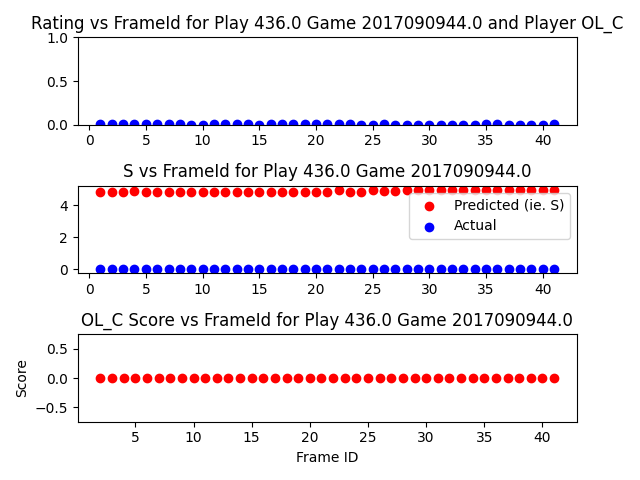 Rating vs FrameId for Play 436.0 Game 2017090944.0 and Player OL_C
1.0
0.5
0.0
0 5 10 15 20 25 30 35 40
S vs FrameId for Play 436.0 Game 2017090944.0
4
2
0
Predicted (ie. S)
Actual
0 5 10 15 20 25 30 35 40
OL_C Score vs FrameId for Play 436.0 Game 2017090944.0
Score
0.5
0.0
−0.5
5 10 15 20 25 30 35 40
Frame ID